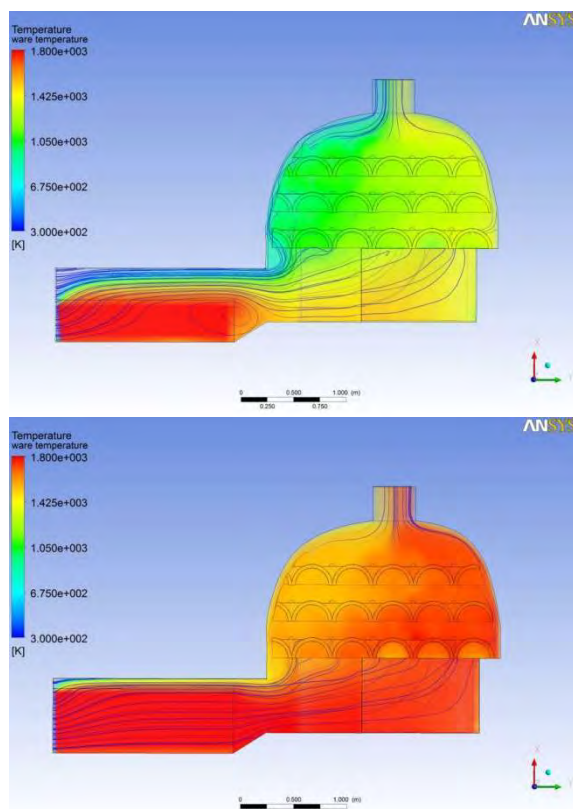 Temperature
ware temperature
ANSYS
1.800e+003
1.425e+003
1.050e+003
6.750e+002
3.000e+002
[K]
X
Y
0 0.500 1.000 (m)
0.250 0.750
Temperature
ware temperature
ANSYS
1.800e+003
1.425e+003
1.050e+003
6.750e+002
3.000e+002
[K]
X
Y
0 0.500 1.000 (m)